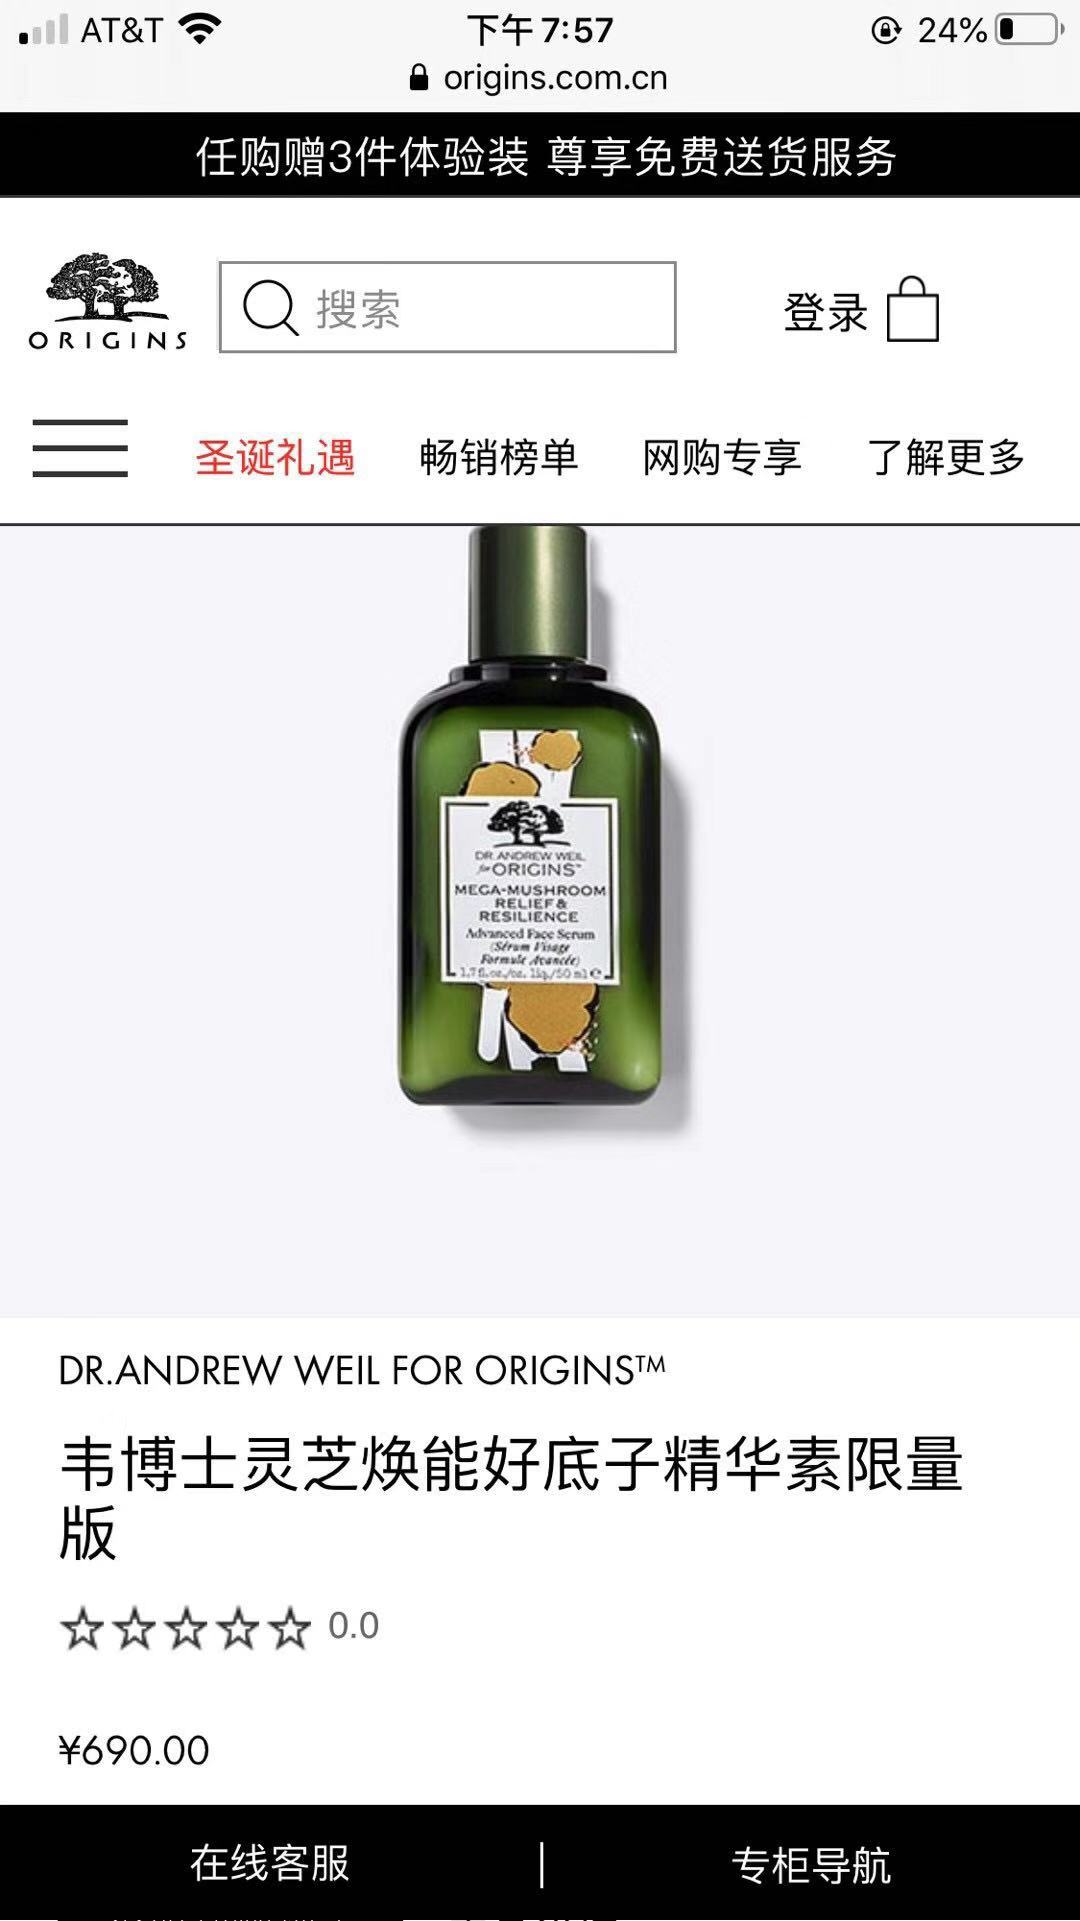 AT&T 下午7:57 24%
origins.com.cn
任购赠3件体验装 尊享免费送货服务
ORIGINS
搜索
登录
圣诞礼遇 畅销榜单 网购专享 了解更多
DR. ANDREW WEIL
for ORIGINS™
MEGA-MUSHROOM
RELIEF &
RESILIENCE
Advanced Face Serum
(Sérum Visage
Formule Avancée)
1.7 fl.oz./oz. liq./50 ml e
DR.ANDREW WEIL FOR ORIGINS™
韦博士灵芝焕能好底子精华素限量
版
0.0
¥690.00
在线客服 | 专柜导航